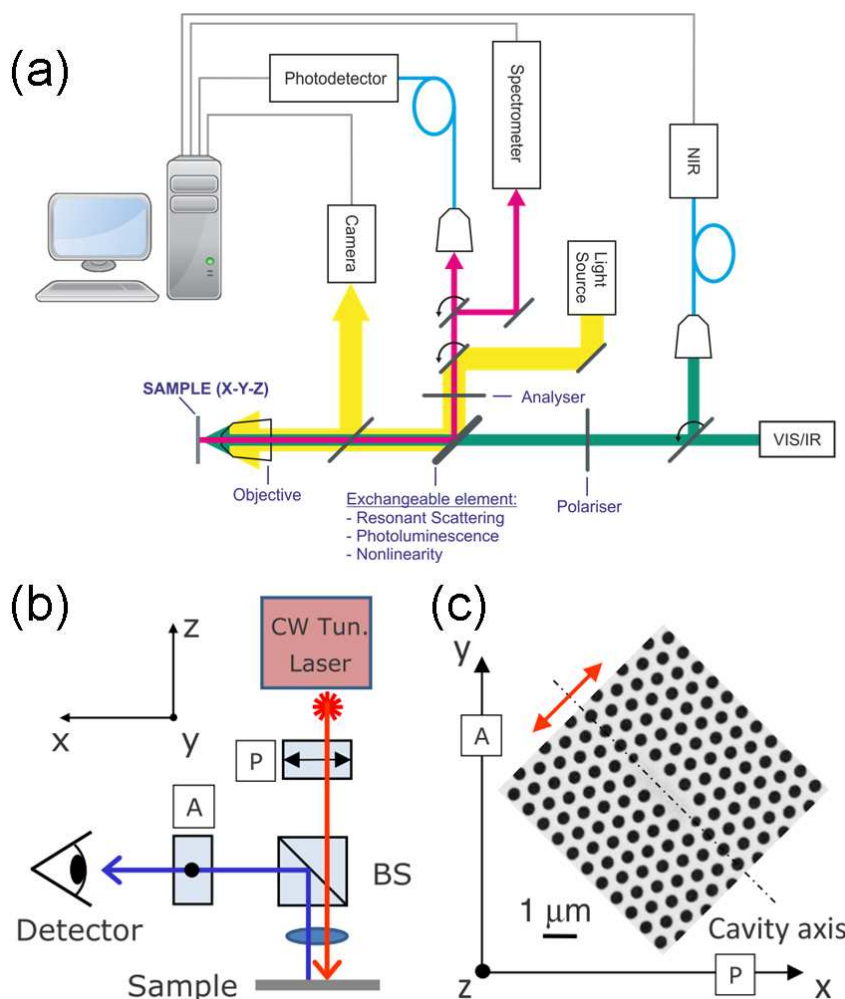 (a)
Photodetector
Spectrometer
NIR
Camera
Light
Source
SAMPLE (X-Y-Z)
Analyser
VIS/IR
Objective
Exchangeable element:
- Resonant Scattering
- Photoluminescence
- Nonlinearity
Polariser
(b)
CW Tun.
Laser
z
x
y
P
A
BS
Detector
Sample
(c)
y
A
1 μm
Cavity axis
z
P
x